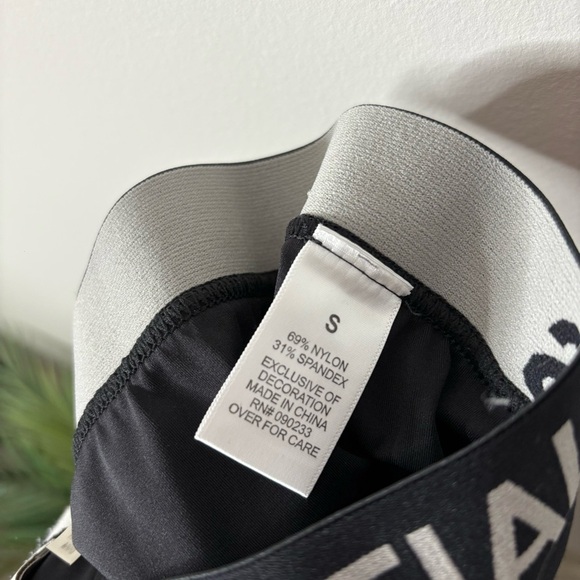 S
69% NYLON
31% SPANDEX
EXCLUSIVE OF
DECORATION
MADE IN CHINA
RN# 090233
OVER FOR CARE